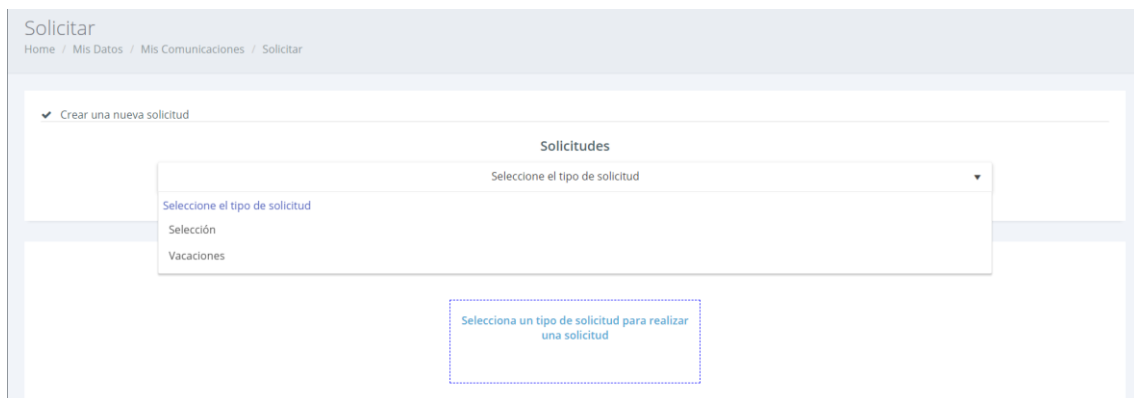 Solicitar
Home / Mis Datos / Mis Comunicaciones / Solicitar
Crear una nueva solicitud
Solicitudes
Seleccione el tipo de solicitud
Seleccione el tipo de solicitud
Selección
Vacaciones
Selecciona un tipo de solicitud para realizar
una solicitud